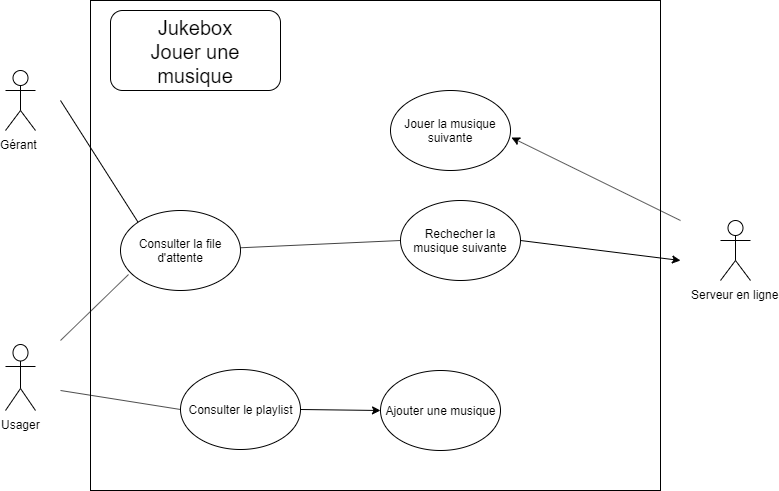 Jukebox
Jouer une
musique
Gérant
Jouer la musique
suivante
Consulter la file
d'attente
Rechecher la
musique suivante
Serveur en ligne
Usager
Consulter le playlist
Ajouter une musique